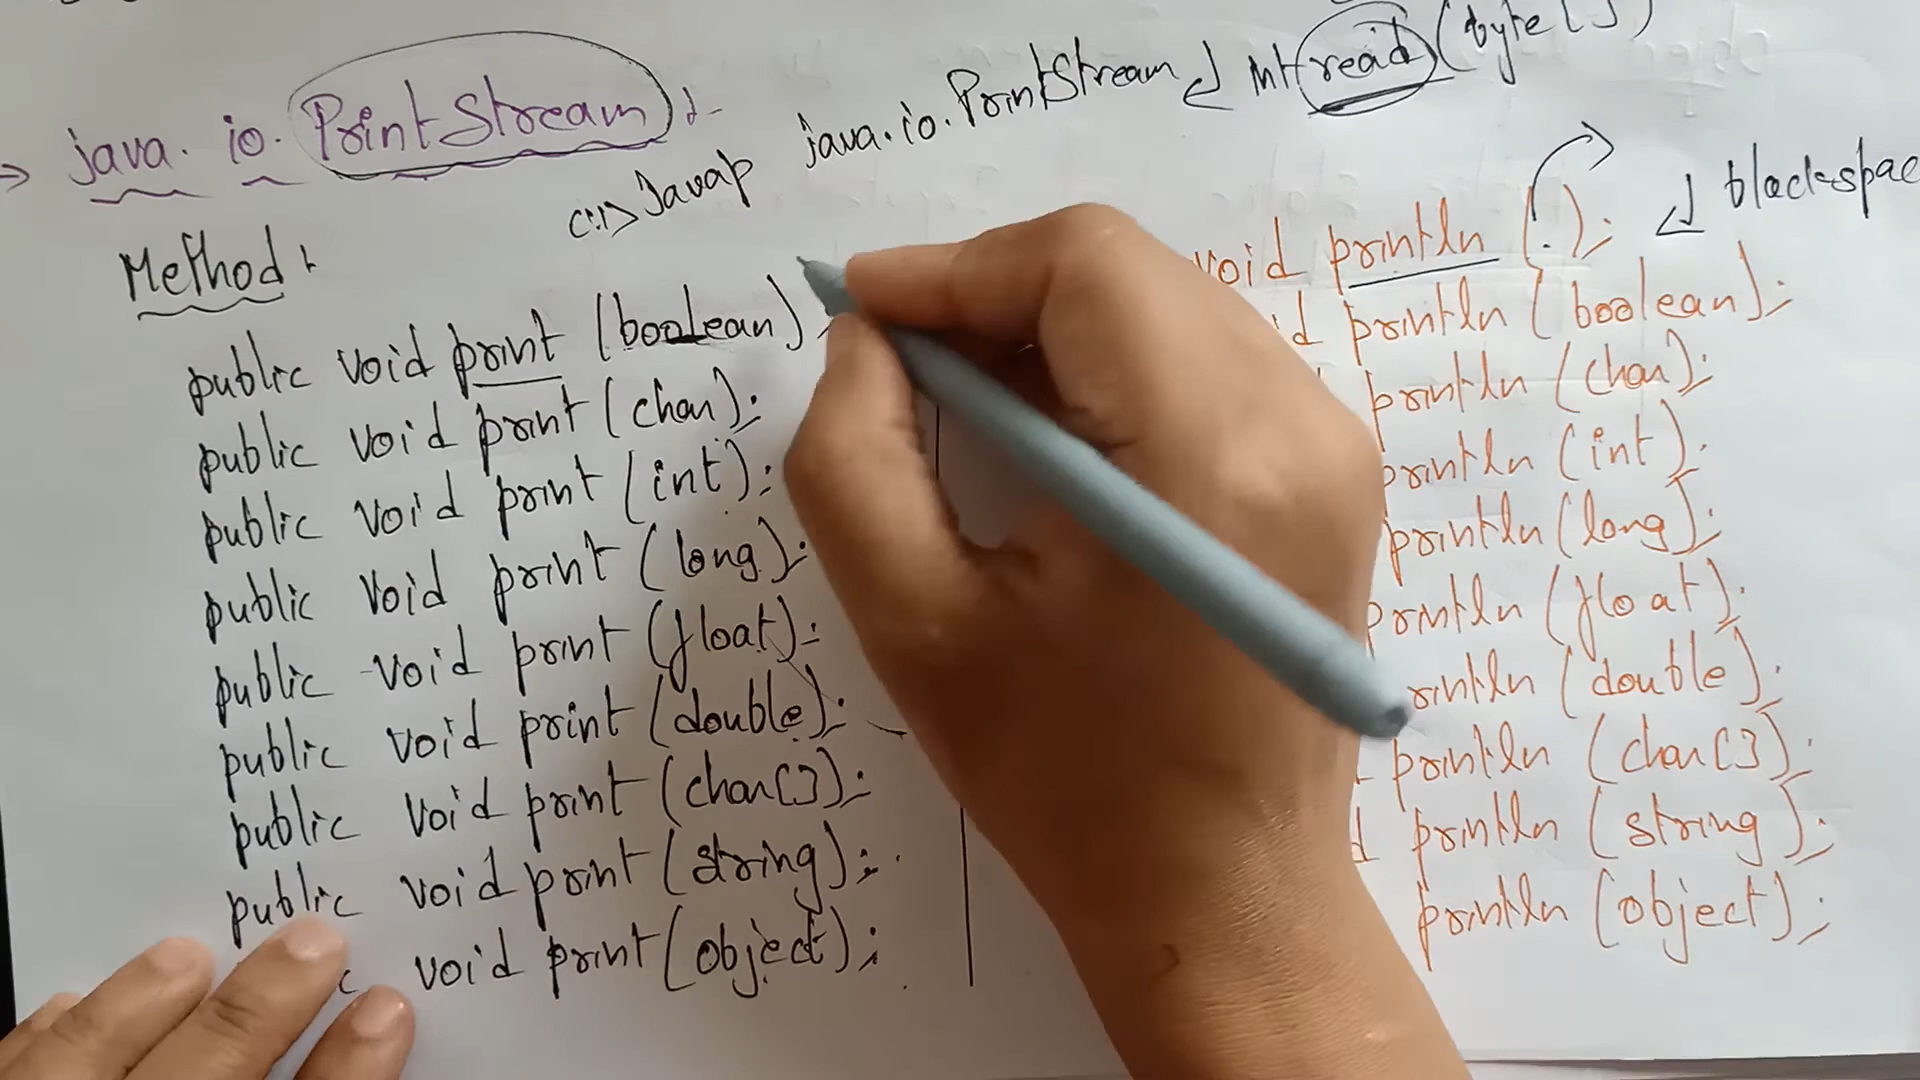 java.io.PrintStream :-
int read (byte[])
c:\> Javap java.io.PrintStream ↲
Method :
public void print (boolean)
public void print (char);
public void print (int);
public void print (long);
public void print (float);
public void print (double);
public void print (char[]);
public void print (string);
void print (object);
void println (.); ↲
println (boolean);
println (char);
println (int);
println (long);
println (float);
rintln (double);
println (char[]);
println (string);
println (object);